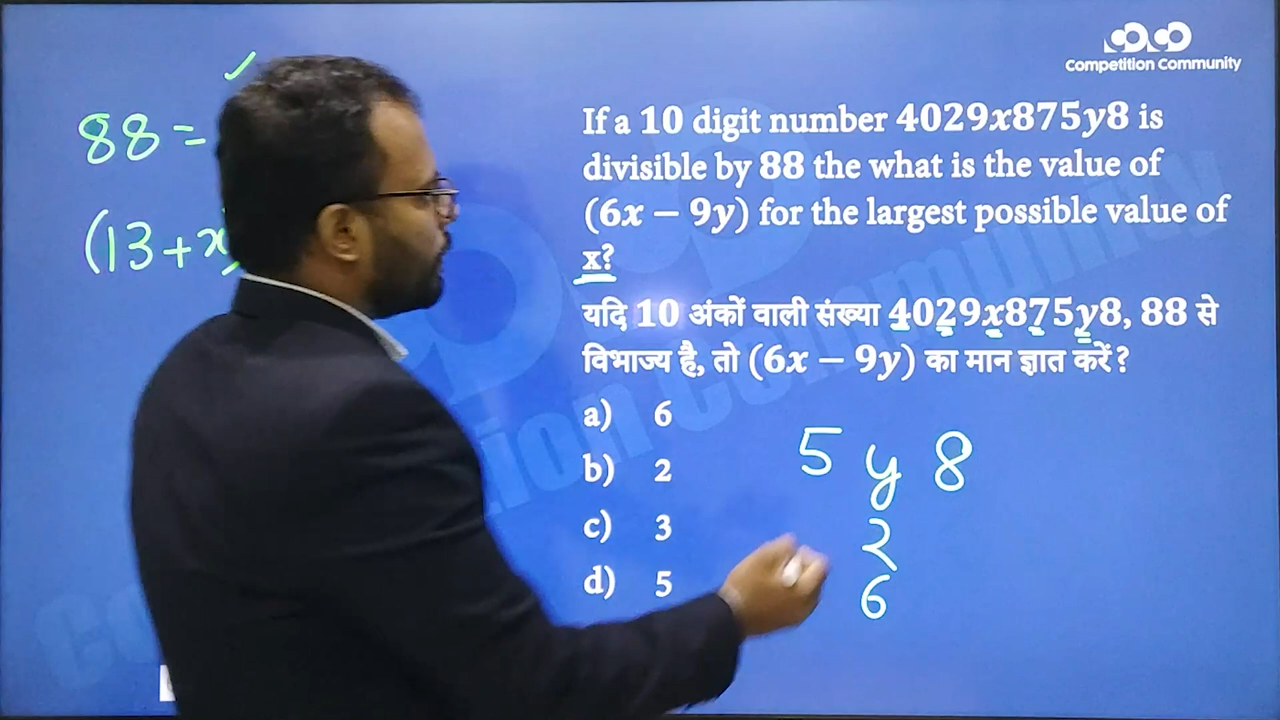 Competition Community
88 =
(13 + x
If a 10 digit number 4029x875y8 is
divisible by 88 the what is the value of
(6x − 9y) for the largest possible value of
x?
यदि 10 अंकों वाली संख्या 4029x875y8, 88 से
विभाज्य है, तो (6x − 9y) का मान ज्ञात करें?
a) 6
b) 2
c) 3
d) 5
5 y 8
2
6